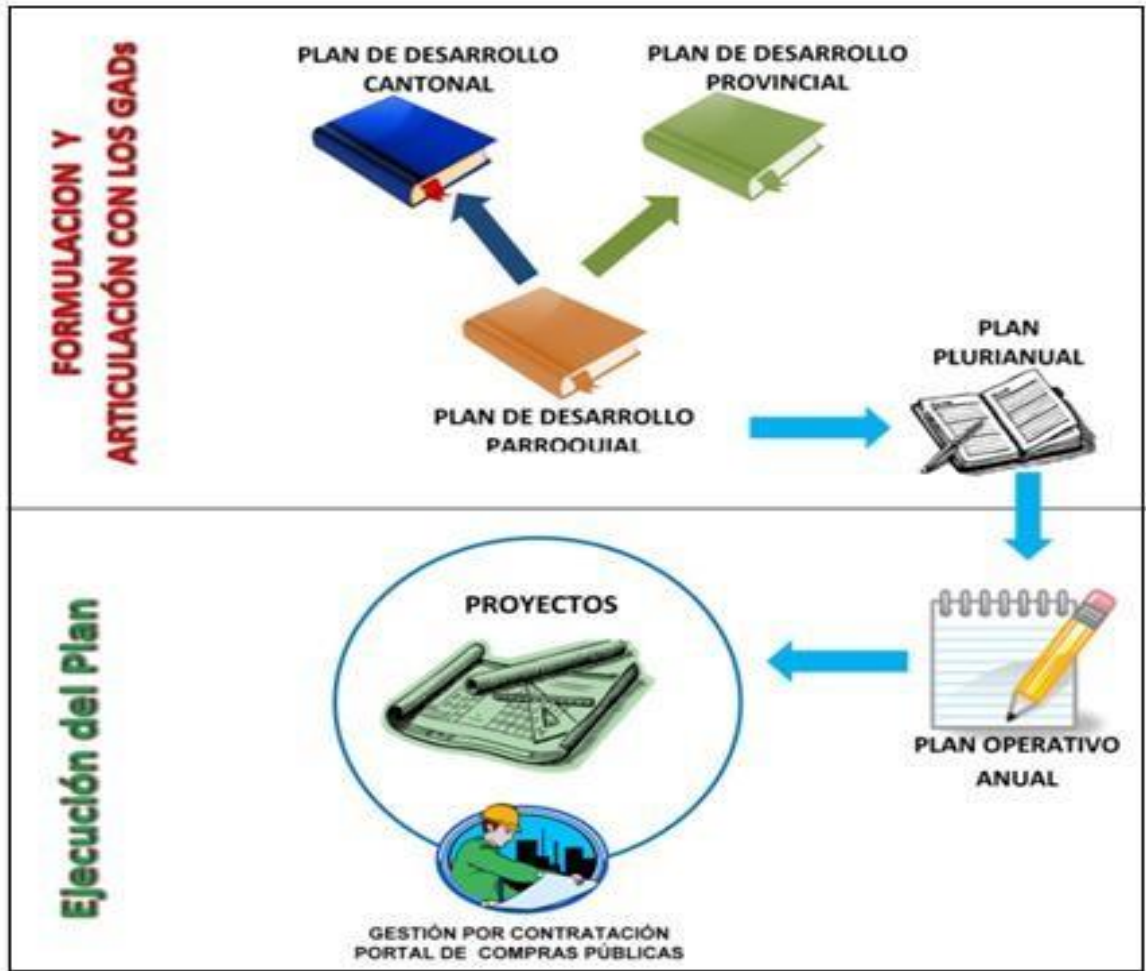 FORMULACION Y
ARTICULACIÓN CON LOS GADs
PLAN DE DESARROLLO
CANTONAL
PLAN DE DESARROLLO
PROVINCIAL
PLAN DE DESARROLLO
PARROQUIAL
PLAN
PLURIANUAL
Ejecución del Plan
PROYECTOS
PLAN OPERATIVO
ANUAL
GESTIÓN POR CONTRATACIÓN
PORTAL DE COMPRAS PÚBLICAS